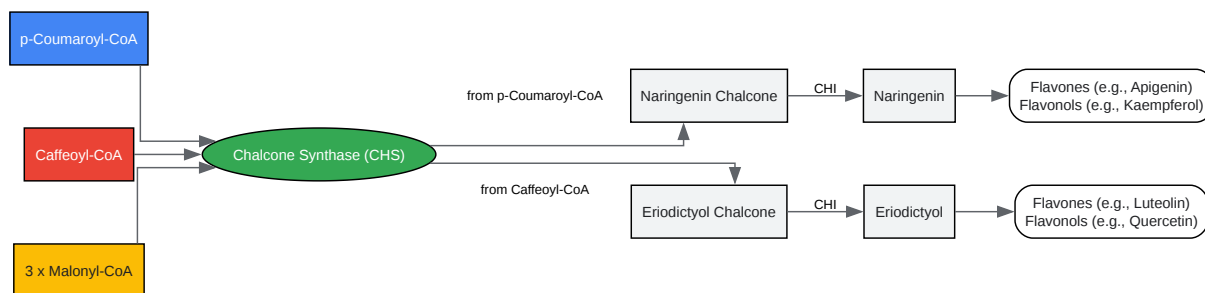 p-Coumaroyl-CoA
Caffeoyl-CoA
3 x Malonyl-CoA
Chalcone Synthase (CHS)
from p-Coumaroyl-CoA
Naringenin Chalcone
CHI
Naringenin
Flavones (e.g., Apigenin)
Flavonols (e.g., Kaempferol)
from Caffeoyl-CoA
Eriodictyol Chalcone
CHI
Eriodictyol
Flavones (e.g., Luteolin)
Flavonols (e.g., Quercetin)